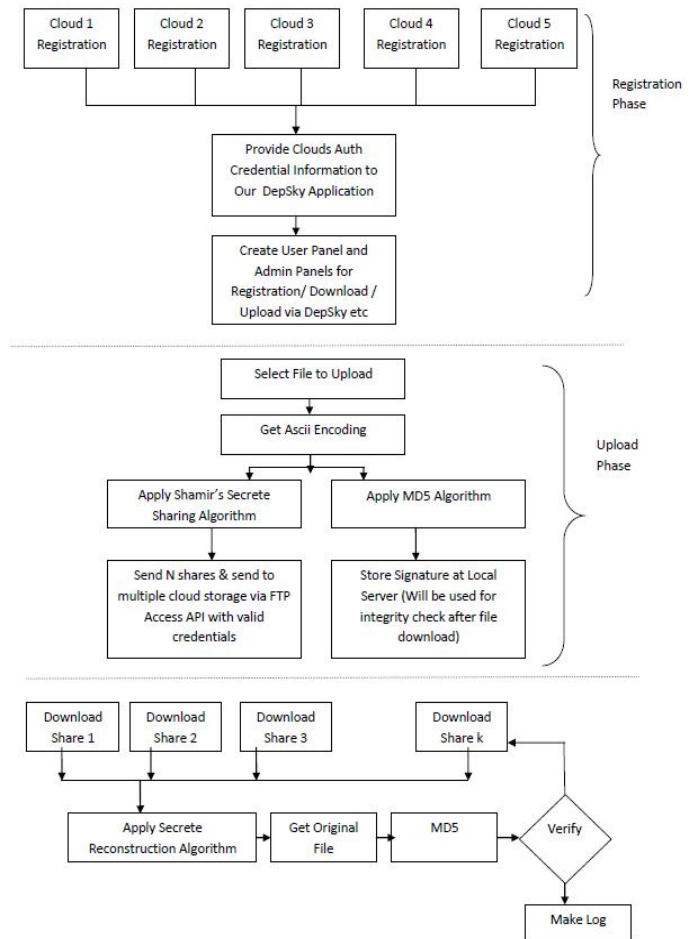 Cloud 1
Registration
Cloud 2
Registration
Cloud 3
Registration
Cloud 4
Registration
Cloud 5
Registration
Registration
Phase
Provide Clouds Auth
Credential Information to
Our DepSky Application
Create User Panel and
Admin Panels for
Registration/ Download /
Upload via DepSky etc
Select File to Upload
Get Ascii Encoding
Upload
Phase
Apply Shamir's Secrete
Sharing Algorithm
Apply MD5 Algorithm
Send N shares & send to
multiple cloud storage via FTP
Access API with valid
credentials
Store Signature at Local
Server (Will be used for
integrity check after file
download)
Download
Share 1
Download
Share 2
Download
Share 3
Download
Share k
Apply Secrete
Reconstruction Algorithm
Get Original
File
MD5
Verify
Make Log